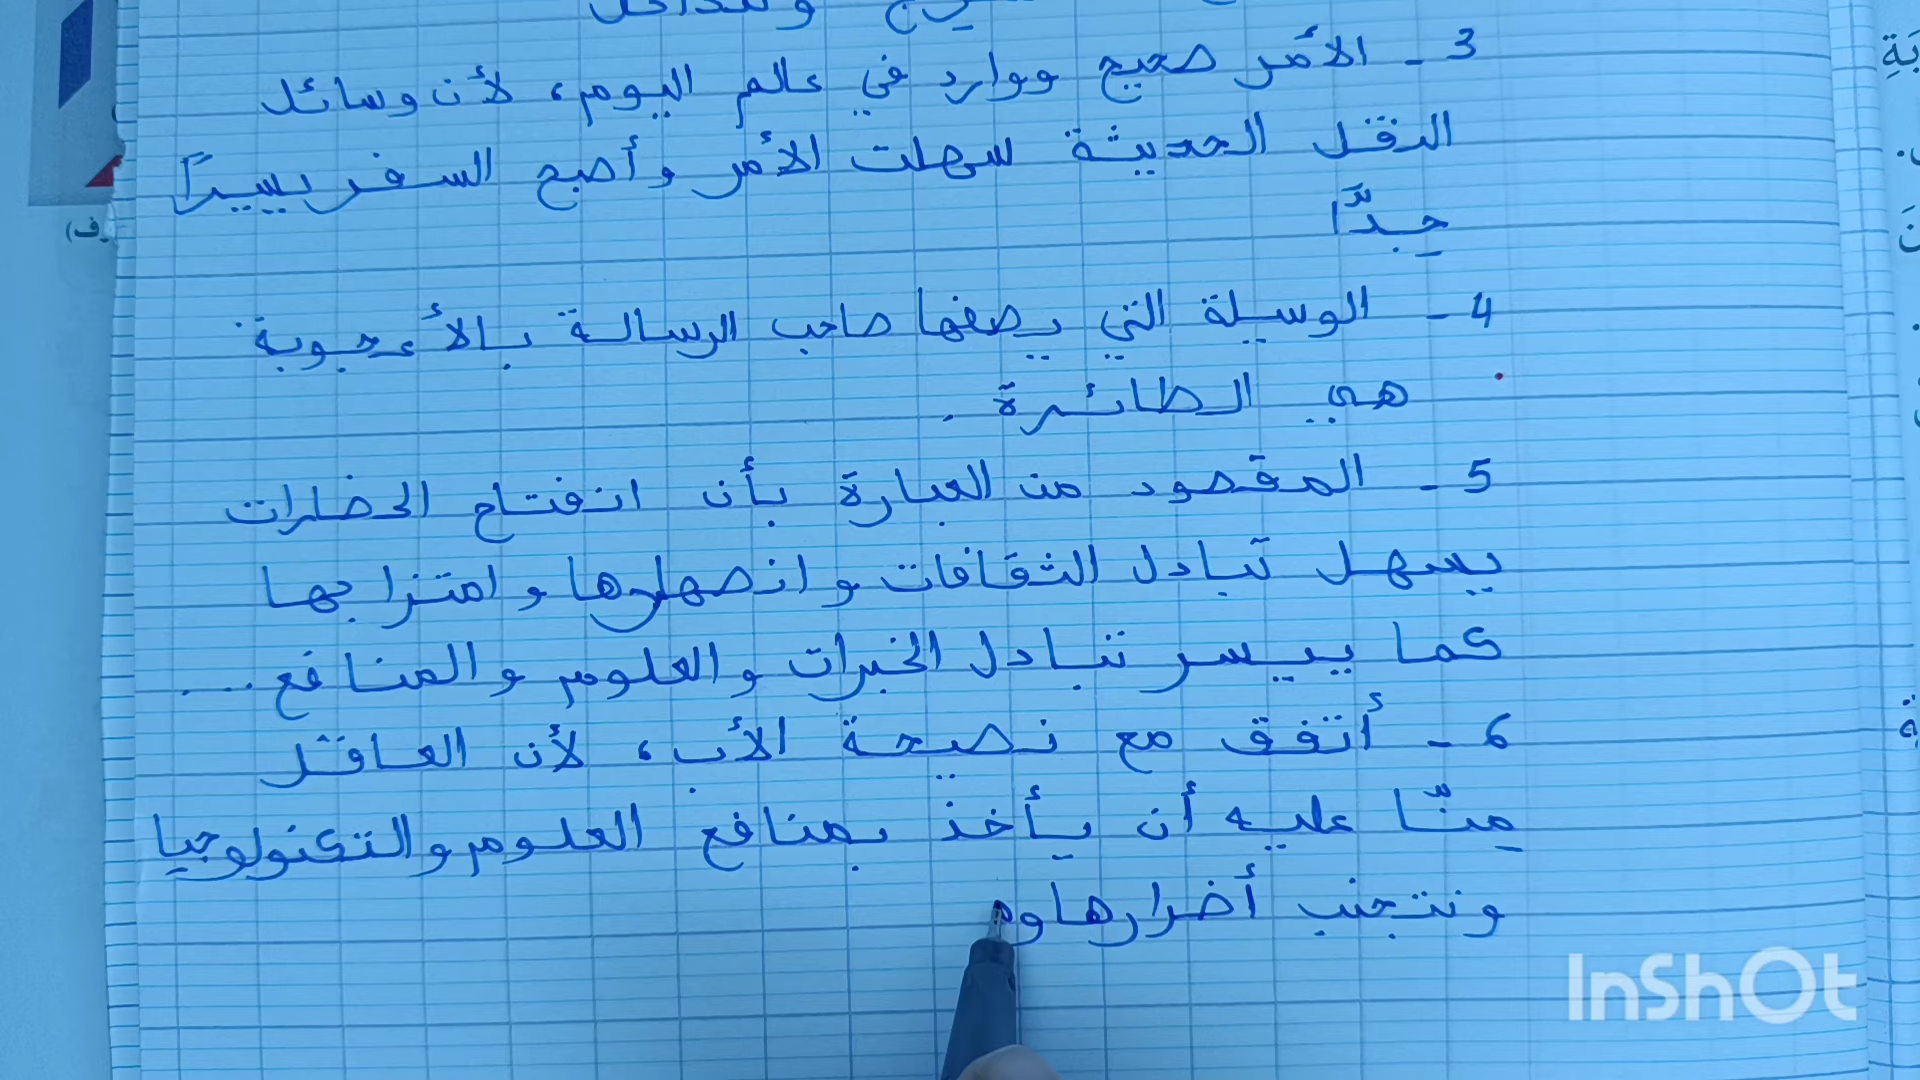 والتداخل
3 - الأمر صحيح ووارد في عالم اليوم، لأن وسائل
النقل الحديثة سهلت الأمر وأصبح السفر يسيرًا
جِدًّا
4 - الوسيلة التي يصفها صاحب الرسالة بالأعجوبة
هي الطائرة .
5 - المقصود من العبارة بأن انفتاح الحضارات
يسهل تبادل الثقافات وانصهارها وامتزاجها
كما ييسر تبادل الخبرات والعلوم والمنافع ....
6 - أتفق مع نصيحة الأب، لأن العاقل
مِنّا عليه أن يأخذ بمنافع العلوم والتكنولوجيا
ونتجنب أضرارها وم
InShOt